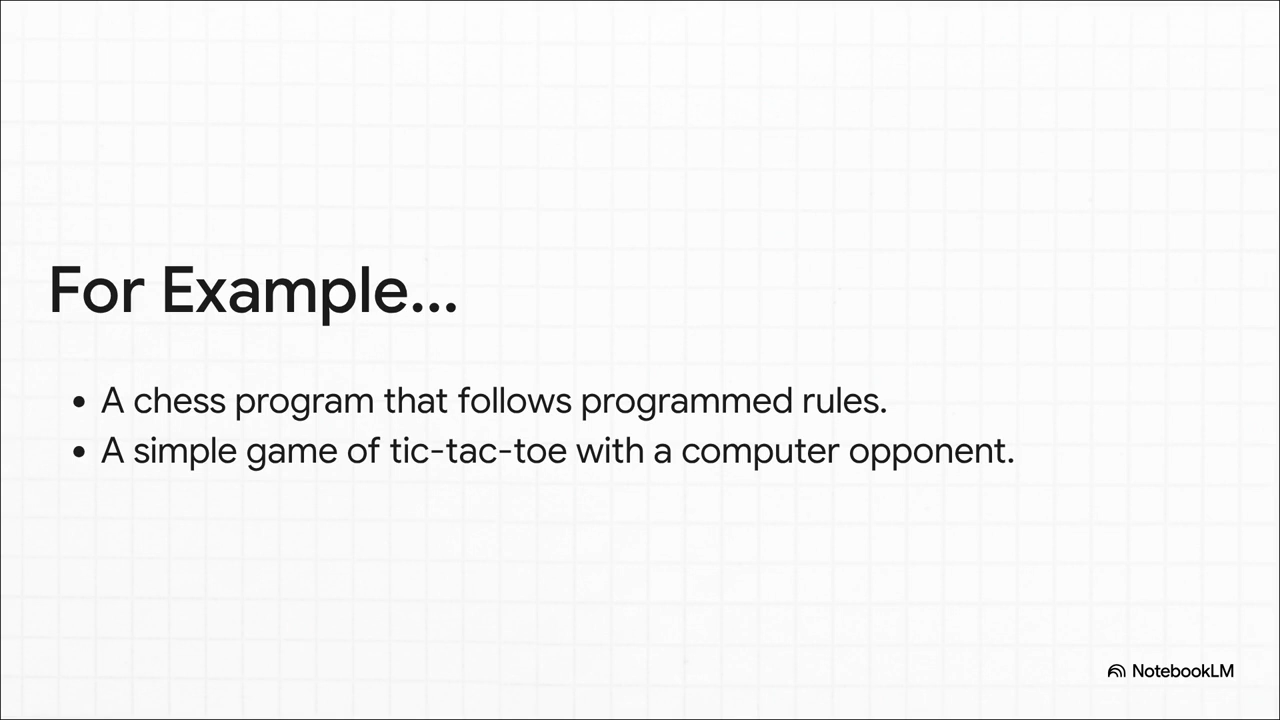 For Example...
• A chess program that follows programmed rules.
• A simple game of tic-tac-toe with a computer opponent.
NotebookLM